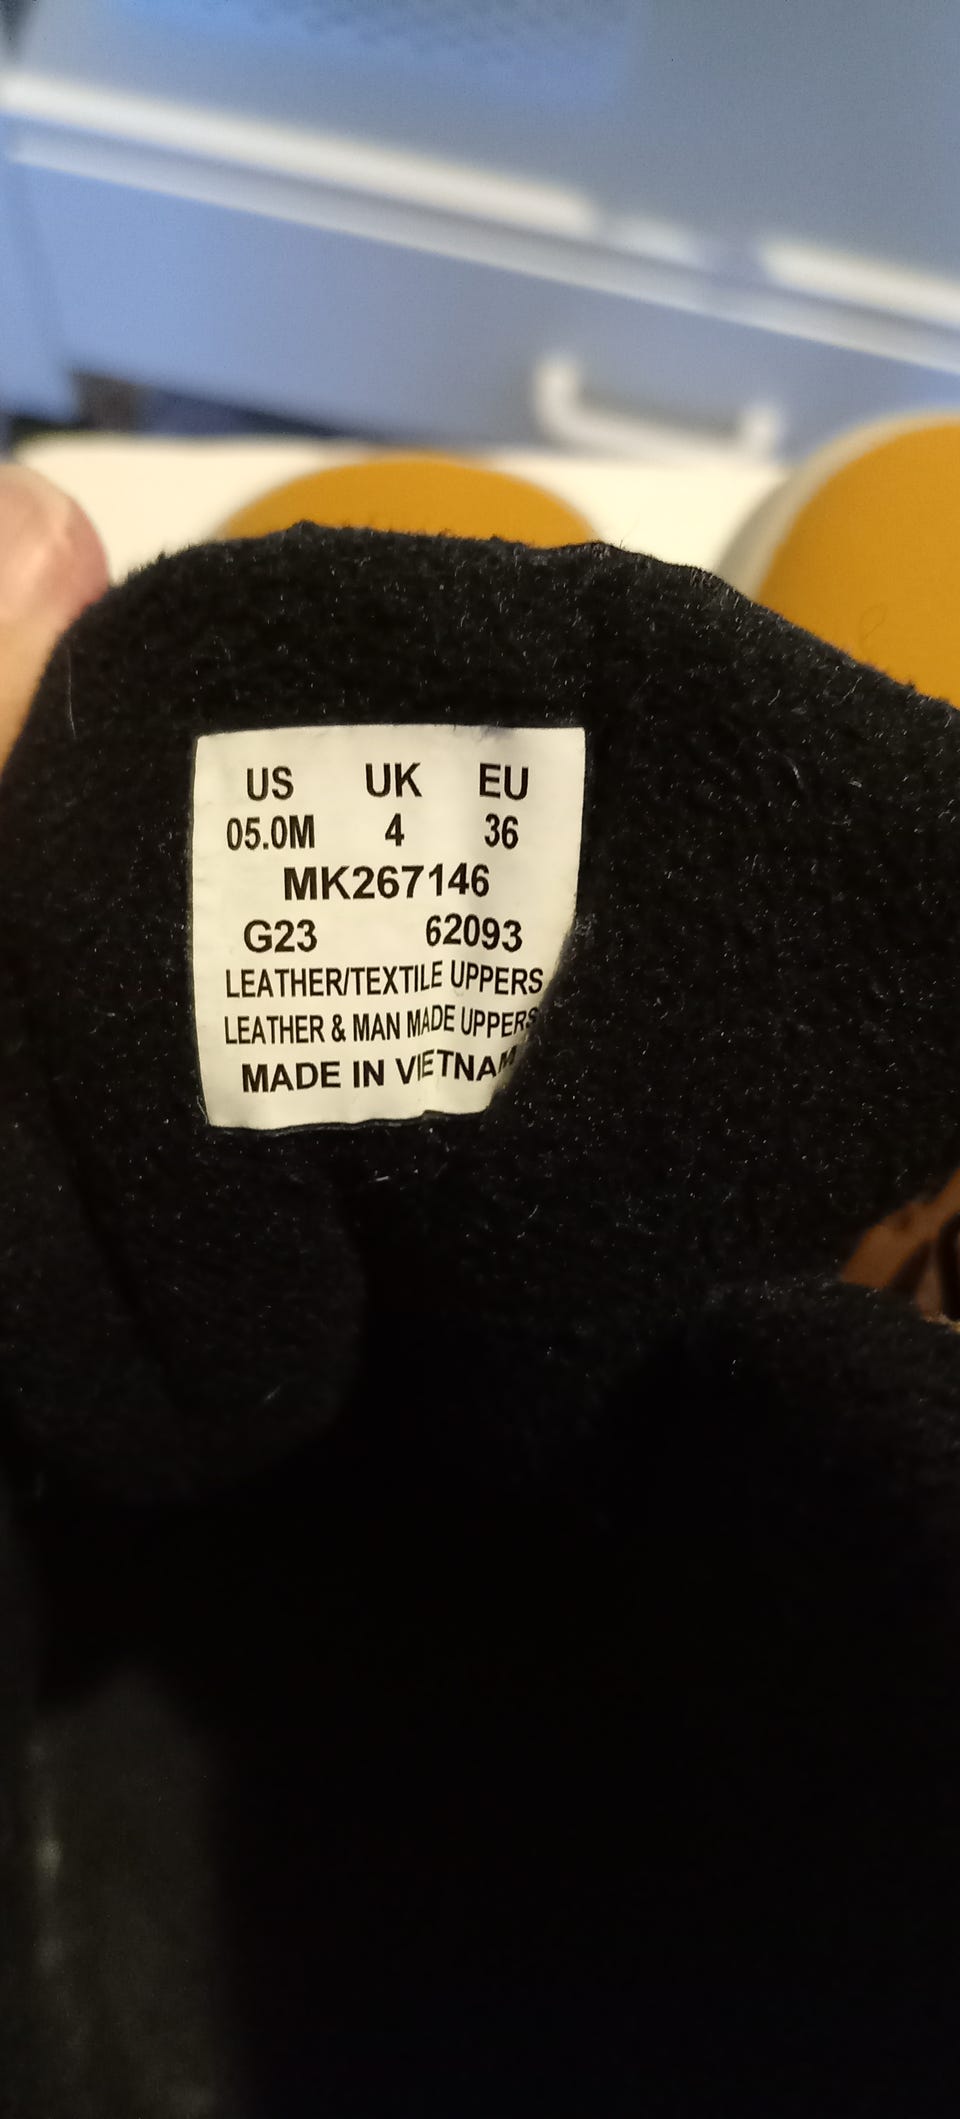 US UK EU
05.0M 4 36
MK267146
G23 62093
LEATHER/TEXTILE UPPERS
LEATHER & MAN MADE UPPERS
MADE IN VIETNAM